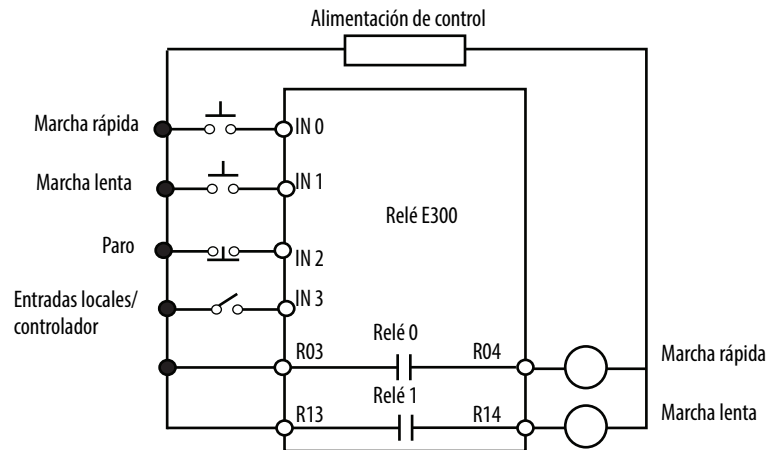 Alimentación de control
Marcha rápida
IN 0
Marcha lenta
IN 1
Relé E300
Paro
IN 2
Entradas locales/
controlador
IN 3
Relé 0
R03
R04
Marcha rápida
Relé 1
R13
R14
Marcha lenta